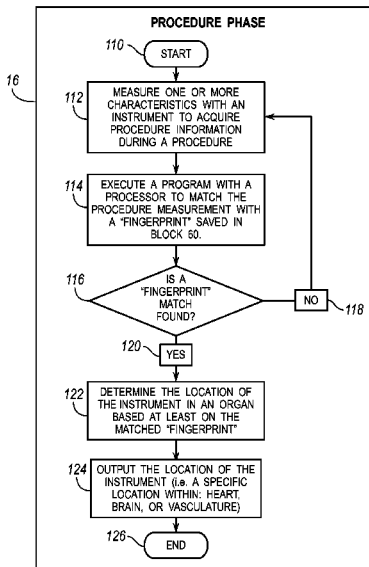 PROCEDURE PHASE
110
START
16
112
MEASURE ONE OR MORE
CHARACTERISTICS WITH AN
INSTRUMENT TO ACQUIRE
PROCEDURE INFORMATION
DURING A PROCEDURE
114
EXECUTE A PROGRAM WITH A
PROCESSOR TO MATCH THE
PROCEDURE MEASUREMENT WITH
A "FINGERPRINT" SAVED IN
BLOCK 60.
116
IS A
"FINGERPRINT"
MATCH
FOUND?
NO
118
120
YES
122
DETERMINE THE LOCATION OF
THE INSTRUMENT IN AN ORGAN
BASED AT LEAST ON THE
MATCHED "FINGERPRINT"
124
OUTPUT THE LOCATION OF THE
INSTRUMENT (i.e. A SPECIFIC
LOCATION WITHIN: HEART,
BRAIN, OR VASCULATURE)
126
END